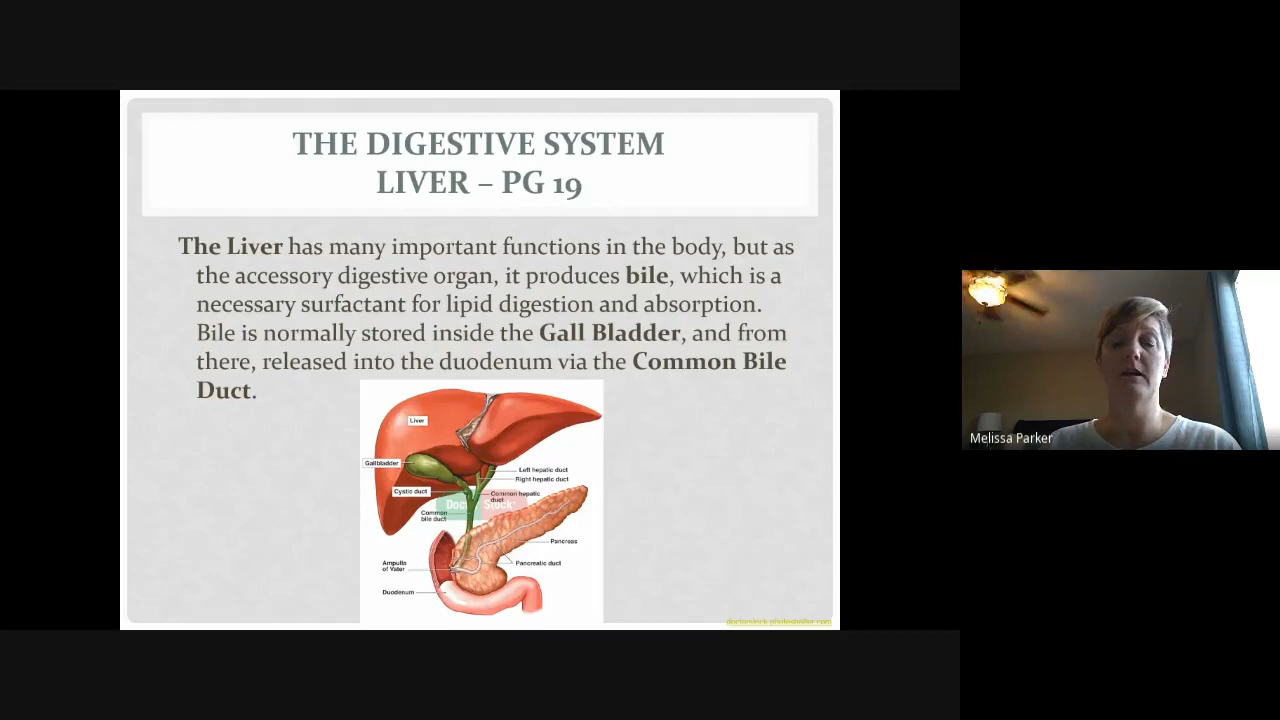 THE DIGESTIVE SYSTEM
LIVER – PG 19
The Liver has many important functions in the body, but as
the accessory digestive organ, it produces bile, which is a
necessary surfactant for lipid digestion and absorption.
Bile is normally stored inside the Gall Bladder, and from
there, released into the duodenum via the Common Bile
Duct.
Liver
Gallbladder
Left hepatic duct
Right hepatic duct
Cystic duct
Common hepatic
duct
Doc Stock
Common
bile duct
Pancreas
Ampulla
of Vater
Pancreatic duct
Duodenum
Melissa Parker